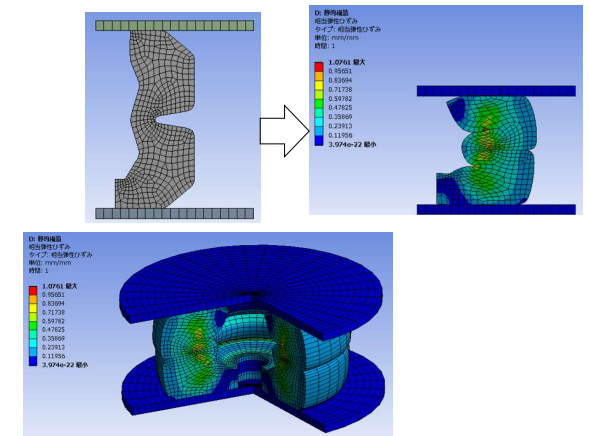 D: 静的構造
相当弾性ひずみ
タイプ: 相当弾性ひずみ
単位: mm/mm
時間: 1
1.0761 最大
0.95651
0.83694
0.71738
0.59782
0.47825
0.35869
0.23913
0.11956
3.974e-22 最小
D: 静的構造
相当弾性ひずみ
タイプ: 相当弾性ひずみ
単位: mm/mm
時間: 1
1.0761 最大
0.95651
0.83694
0.71738
0.59782
0.47825
0.35869
0.23913
0.11956
3.974e-22 最小